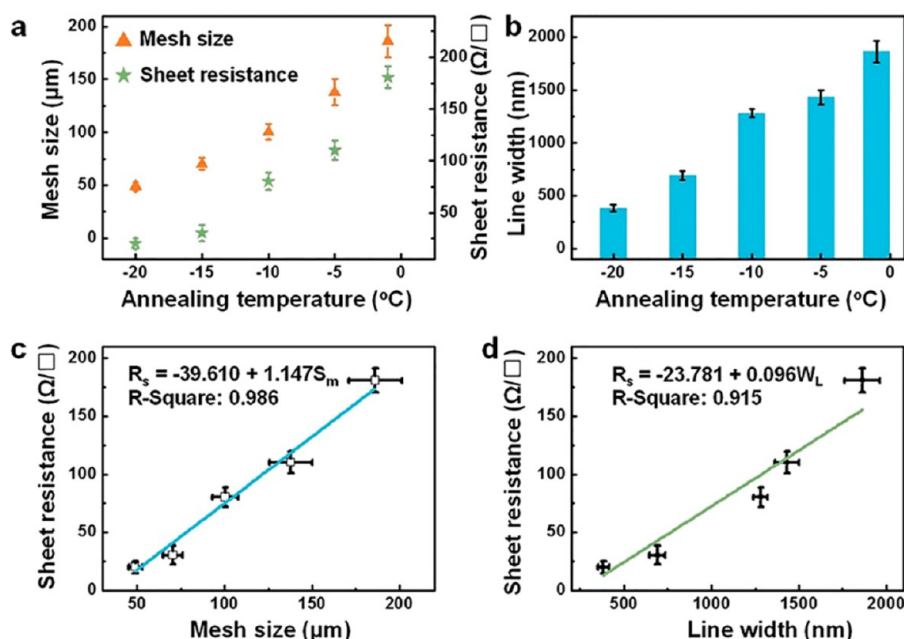 a
Mesh size
Sheet resistance
200
150
100
50
0
Mesh size (µm)
200
150
100
50
Sheet resistance (Ω/□)
-20 -15 -10 -5 0
Annealing temperature (°C)
b
2000
1500
1000
500
0
Line width (nm)
-20 -15 -10 -5 0
Annealing temperature (°C)
c
Rs = -39.610 + 1.147Sm
R-Square: 0.986
200
150
100
50
0
Sheet resistance (Ω/□)
50 100 150 200
Mesh size (µm)
d
Rs = -23.781 + 0.096WL
R-Square: 0.915
200
150
100
50
0
Sheet resistance (Ω/□)
500 1000 1500 2000
Line width (nm)